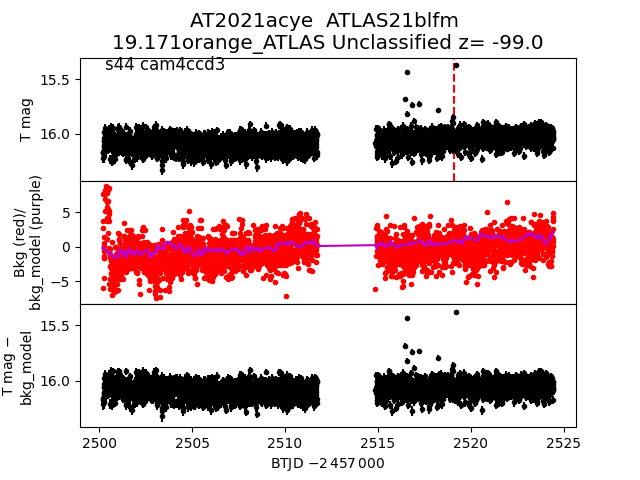 AT2021acye  ATLAS21blfm
19.171orange_ATLAS Unclassified z= -99.0
s44 cam4ccd3
T mag
15.5
16.0
Bkg (red)/
bkg_model (purple)
5
0
−5
T mag −
bkg_model
15.5
16.0
2500
2505
2510
2515
2520
2525
BTJD −2 457 000